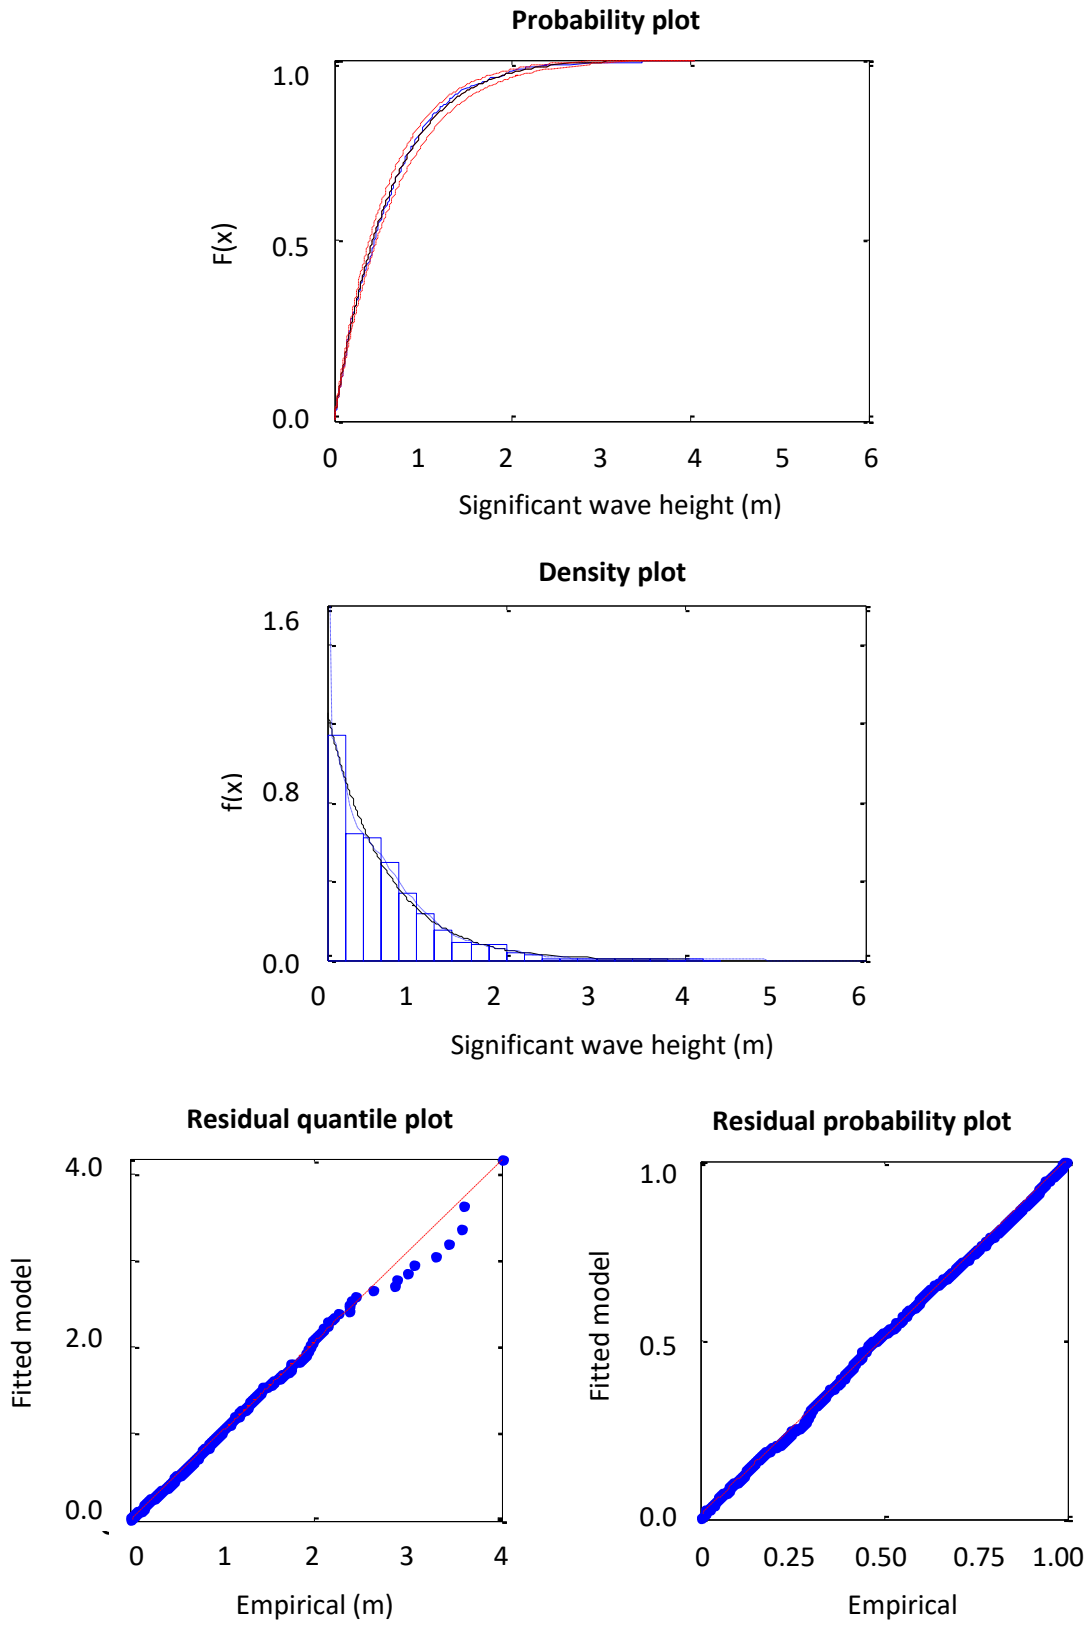 Probability plot
1.0
0.5
0.0
F(x)
0 1 2 3 4 5 6
Significant wave height (m)
Density plot
1.6
0.8
0.0
f(x)
0 1 2 3 4 5 6
Significant wave height (m)
Residual quantile plot
4.0
2.0
0.0
Fitted model
0 1 2 3 4
Empirical (m)
Residual probability plot
1.0
0.5
0.0
Fitted model
0 0.25 0.50 0.75 1.00
Empirical